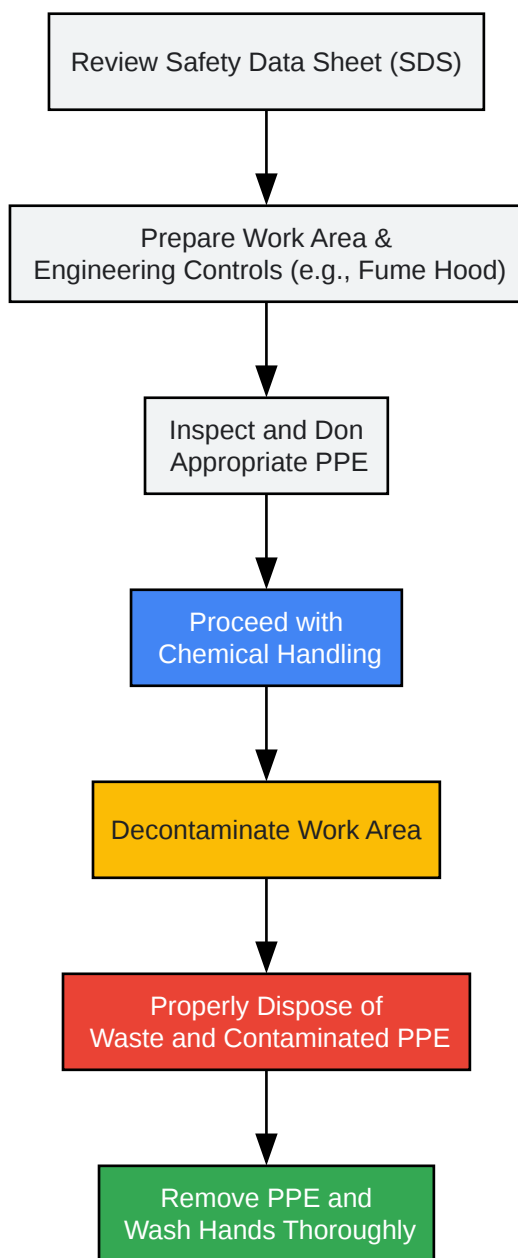 Review Safety Data Sheet (SDS)
Prepare Work Area &
Engineering Controls (e.g., Fume Hood)
Inspect and Don
Appropriate PPE
Proceed with
Chemical Handling
Decontaminate Work Area
Properly Dispose of
Waste and Contaminated PPE
Remove PPE and
Wash Hands Thoroughly